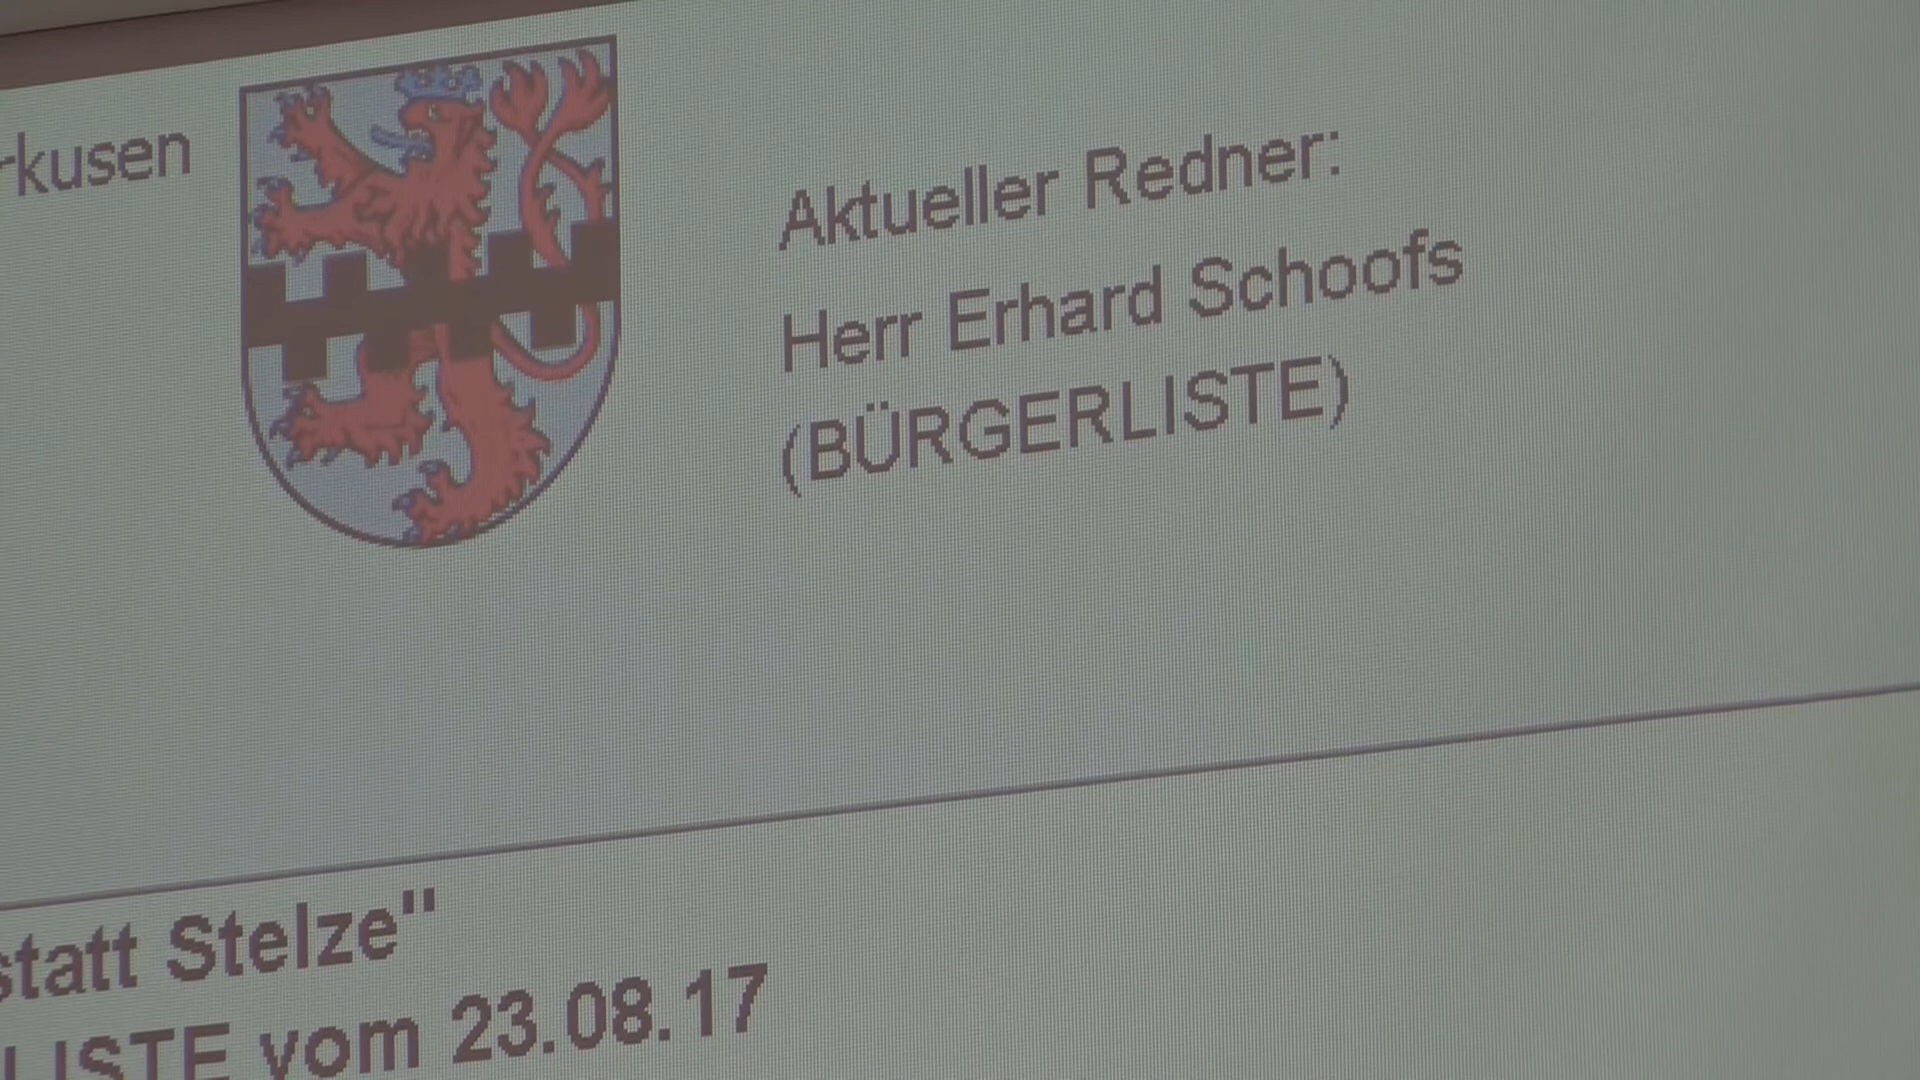 rkusen
Aktueller Redner:
Herr Erhard Schoofs
(BÜRGERLISTE)
statt Stelze"
LISTE vom 23.08.17